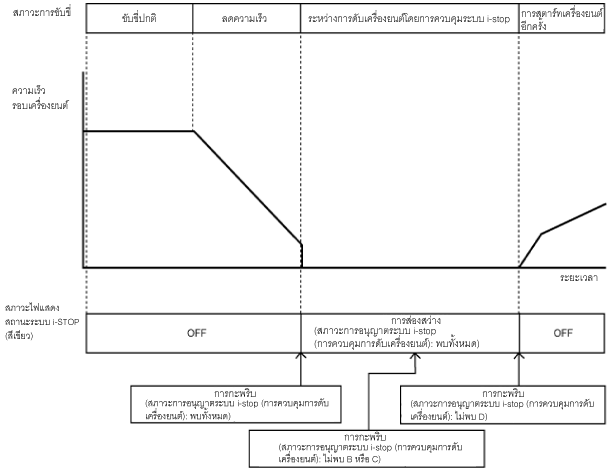 สภาวะการขับขี่
ขับขี่ปกติ
ลดความเร็ว
ระหว่างการดับเครื่องยนต์โดยการควบคุมระบบ i-stop
การสตาร์ทเครื่องยนต์
อีกครั้ง
ความเร็ว
รอบเครื่องยนต์
ระยะเวลา
สภาวะไฟแสดง
สถานะระบบ i-STOP
(สีเขียว)
OFF
การส่องสว่าง
(สภาวะการอนุญาตระบบ i-stop
(การควบคุมการดับเครื่องยนต์): พบทั้งหมด)
OFF
การกะพริบ
(สภาวะการอนุญาตระบบ i-stop (การควบคุมการดับ
เครื่องยนต์): พบทั้งหมด)
การกะพริบ
(สภาวะการอนุญาตระบบ i-stop (การควบคุมการดับ
เครื่องยนต์): ไม่พบ D)
การกะพริบ
(สภาวะการอนุญาตระบบ i-stop (การควบคุมการดับ
เครื่องยนต์): ไม่พบ B หรือ C)